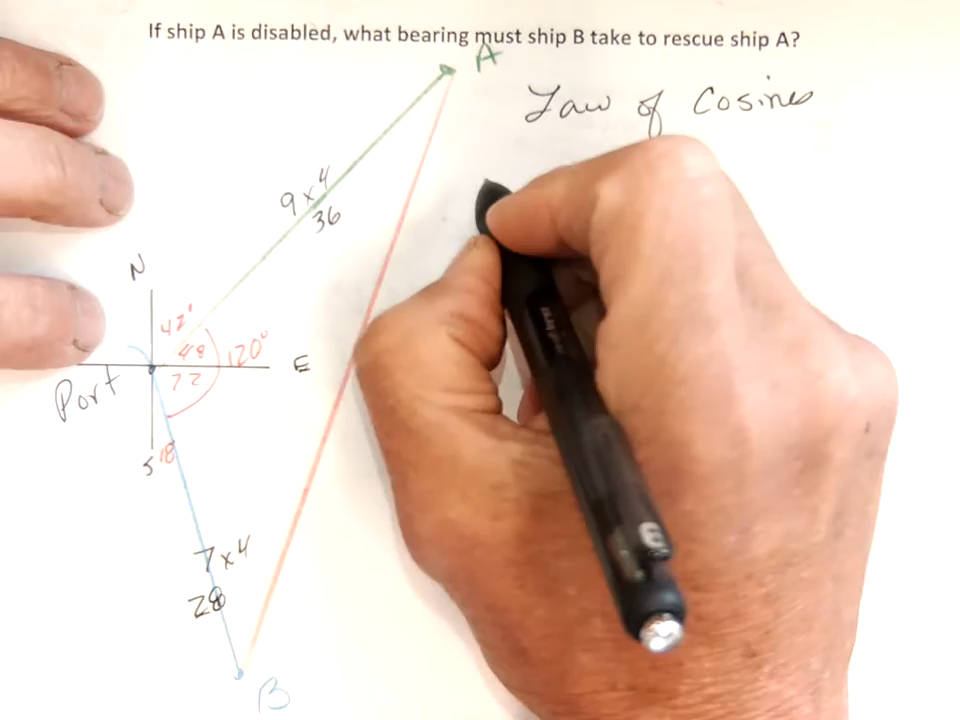 If ship A is disabled, what bearing must ship B take to rescue ship A?
A
Law of Cosines
9x4
36
N
42°
48 120°
E
Port
72
S 18
7x4
28
B